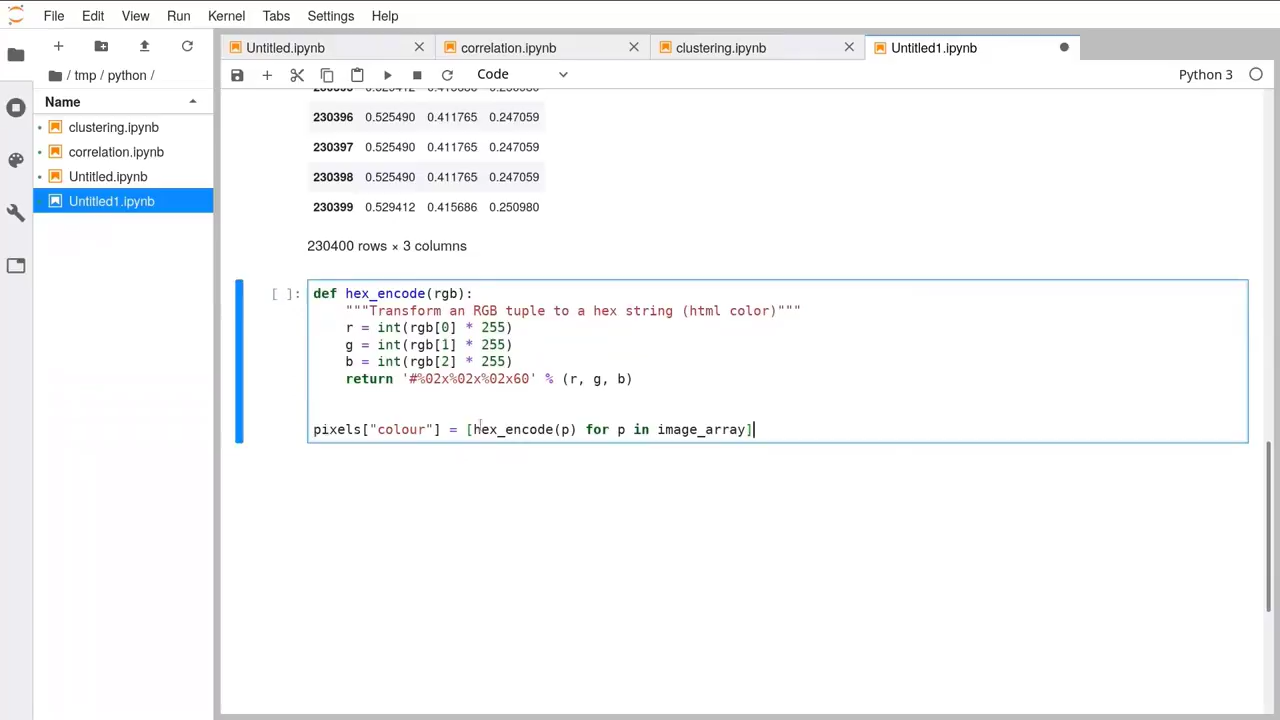 File Edit View Run Kernel Tabs Settings Help
Untitled.ipynb correlation.ipynb clustering.ipynb Untitled1.ipynb
/ tmp / python /
Code
Python 3
Name
clustering.ipynb
correlation.ipynb
Untitled.ipynb
Untitled1.ipynb
230396 0.525490 0.411765 0.247059
230397 0.525490 0.411765 0.247059
230398 0.525490 0.411765 0.247059
230399 0.529412 0.415686 0.250980
230400 rows × 3 columns
[ ]: def hex_encode(rgb):
"""Transform an RGB tuple to a hex string (html color)"""
r = int(rgb[0] * 255)
g = int(rgb[1] * 255)
b = int(rgb[2] * 255)
return '#%02x%02x%02x60' % (r, g, b)
pixels["colour"] = [hex_encode(p) for p in image_array]